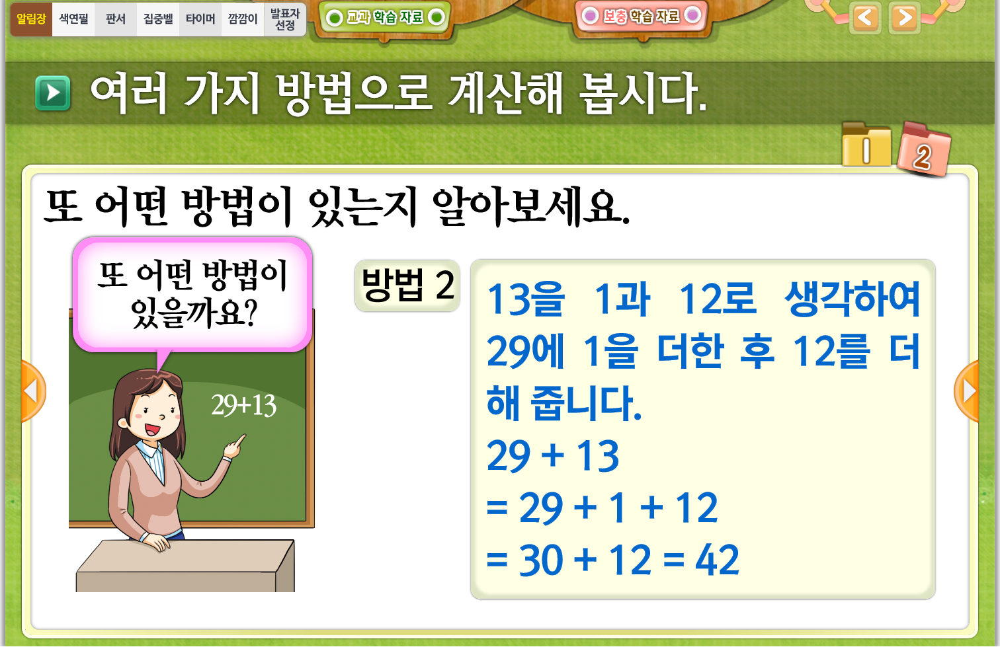 알림장 색연필 판서 집중벨 타이머 깜깜이 발표자 선정
교과 학습 자료
보충 학습 자료
여러 가지 방법으로 계산해 봅시다.
1 2
또 어떤 방법이 있는지 알아보세요.
또 어떤 방법이
있을까요?
29+13
방법 2
13을 1과 12로 생각하여
29에 1을 더한 후 12를 더
해 줍니다.
29 + 13
= 29 + 1 + 12
= 30 + 12 = 42